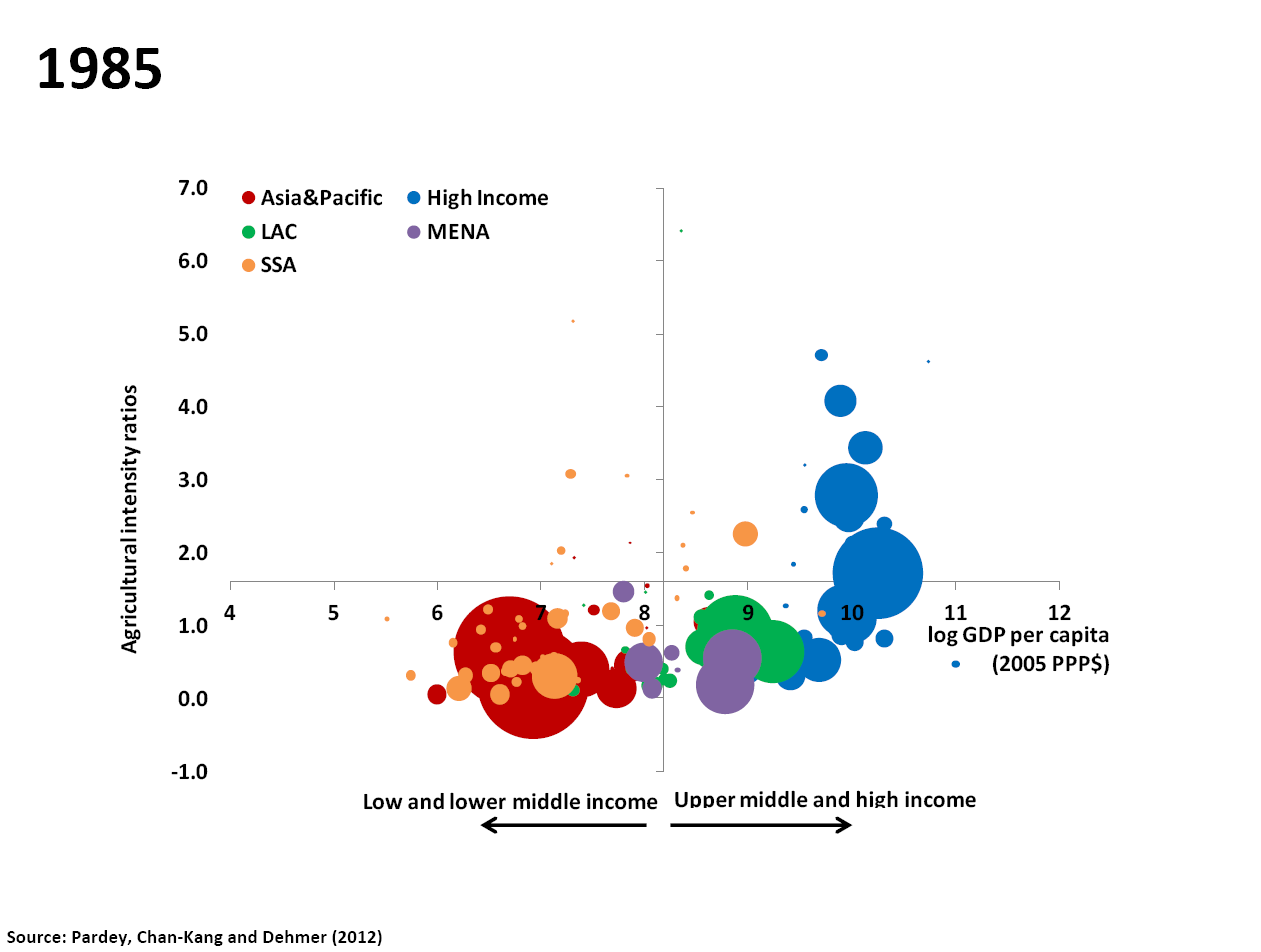 1985
7.0
6.0
5.0
4.0
3.0
2.0
1.0
0.0
-1.0
Agricultural intensity ratios
Asia&Pacific High Income
LAC MENA
SSA
4 5 6 7 8 9 10 11 12
log GDP per capita
(2005 PPP$)
Low and lower middle income Upper middle and high income
Source: Pardey, Chan-Kang and Dehmer (2012)